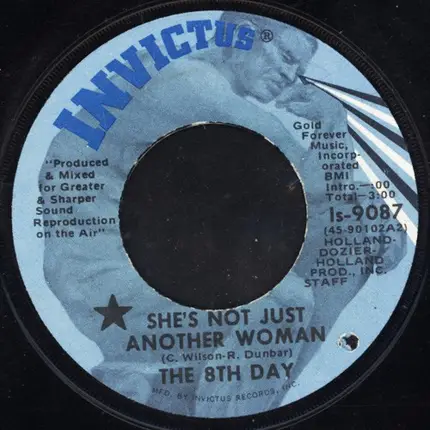 INVICTUS®
"Produced
& Mixed
for Greater
& Sharper
Sound
Reproduction
on the Air"
Gold
Forever
Music,
Incorp-
orated
BMI
Intro.—:00
Total—3:00
Is-9087
(45-90102A2)
HOLLAND-
DOZIER-
HOLLAND
PROD., INC.
STAFF
SHE'S NOT JUST
ANOTHER WOMAN
(C. Wilson-R. Dunbar)
THE 8TH DAY
MFD. BY INVICTUS RECORDS, INC.